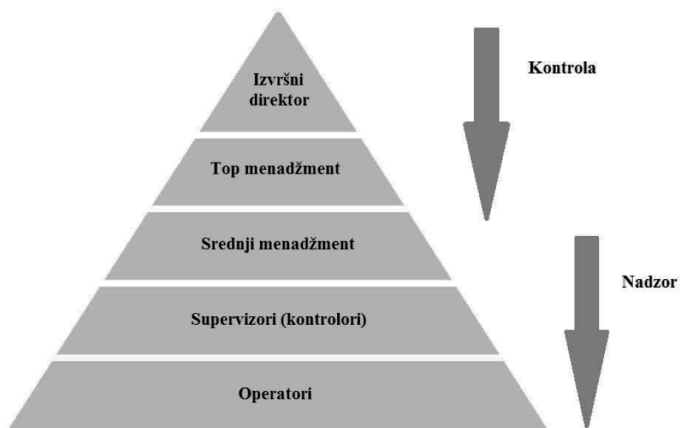 Izvršni
direktor
Kontrola
Top menadžment
Srednji menadžment
Nadzor
Supervizori (kontrolori)
Operatori